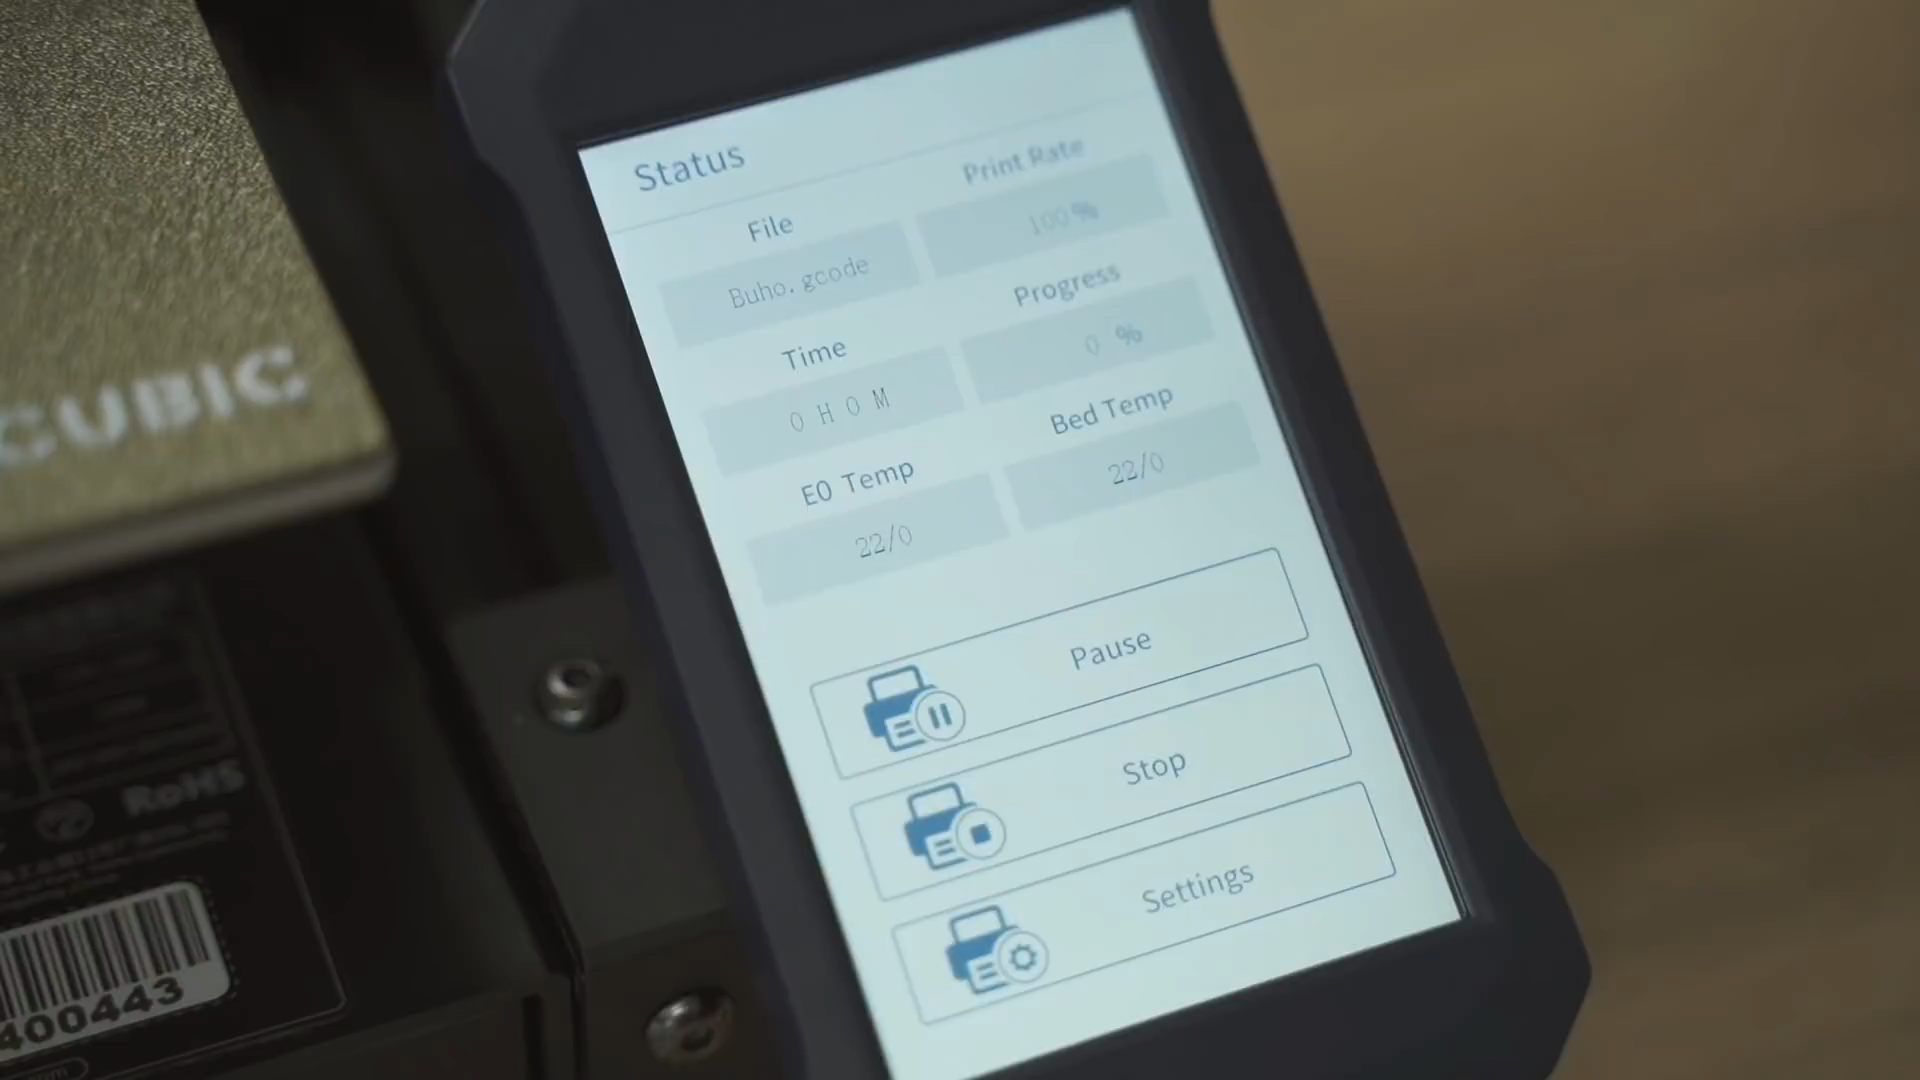 Status
File
Print Rate
Buho.gcode
100%
Time
Progress
0 H 0 M
0 %
E0 Temp
Bed Temp
22/0
22/0
Pause
Stop
Settings
CUBIC
RoHS
400443